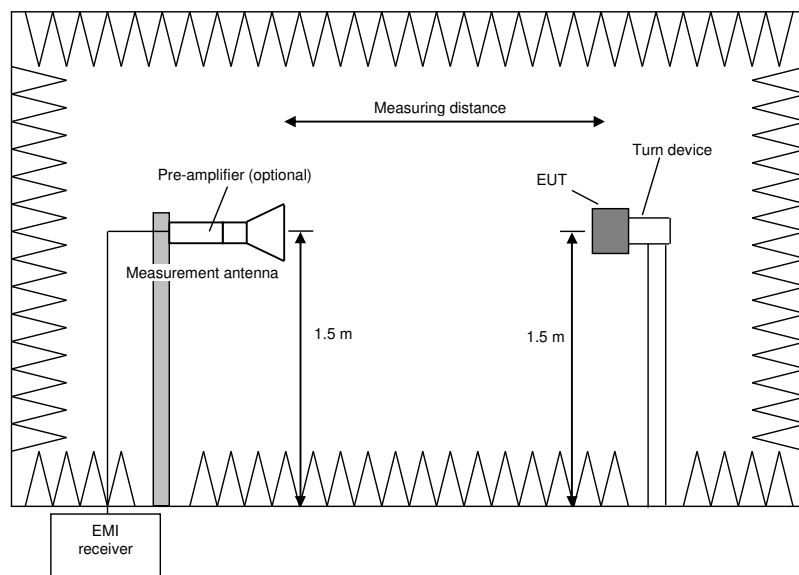 Measuring distance
Turn device
Pre-amplifier (optional)
EUT
Measurement antenna
1.5 m
1.5 m
EMI
receiver